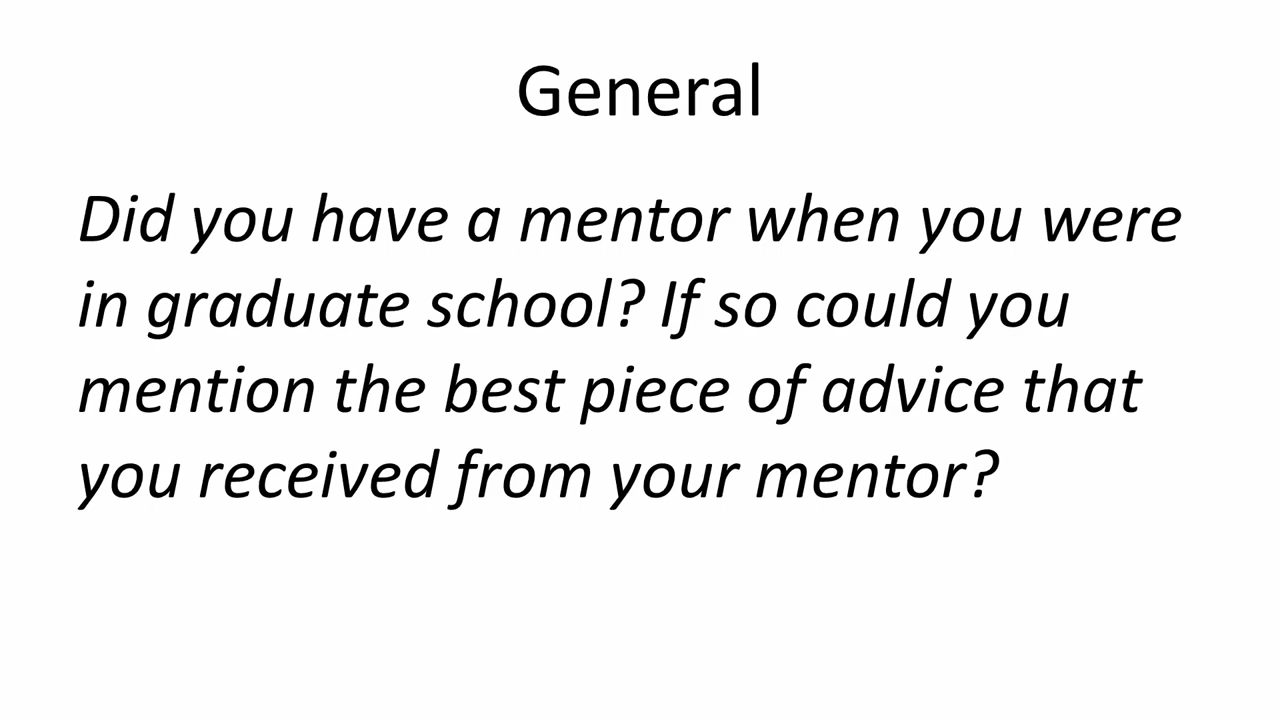 General
Did you have a mentor when you were
in graduate school? If so could you
mention the best piece of advice that
you received from your mentor?